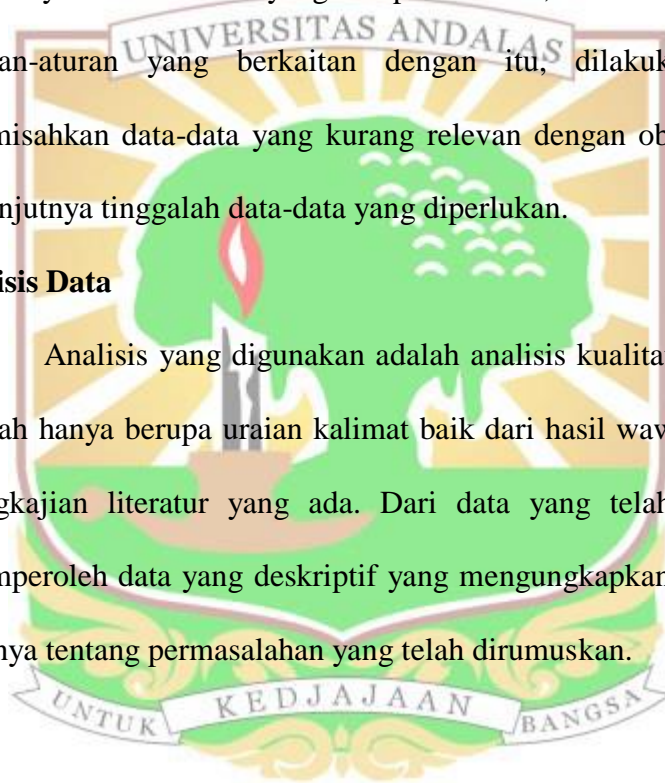 UNIVERSITAS ANDALAS
an-aturan yang berkaitan dengan itu, dilakuk
misahkan data-data yang kurang relevan dengan ob
njutnya tinggalah data-data yang diperlukan.
isis Data
Analisis yang digunakan adalah analisis kualita
ah hanya berupa uraian kalimat baik dari hasil waw
gkajian literatur yang ada. Dari data yang telah
mperoleh data yang deskriptif yang mengungkapkan
nya tentang permasalahan yang telah dirumuskan.
UNTUK KEDJAJAAN BANGSA